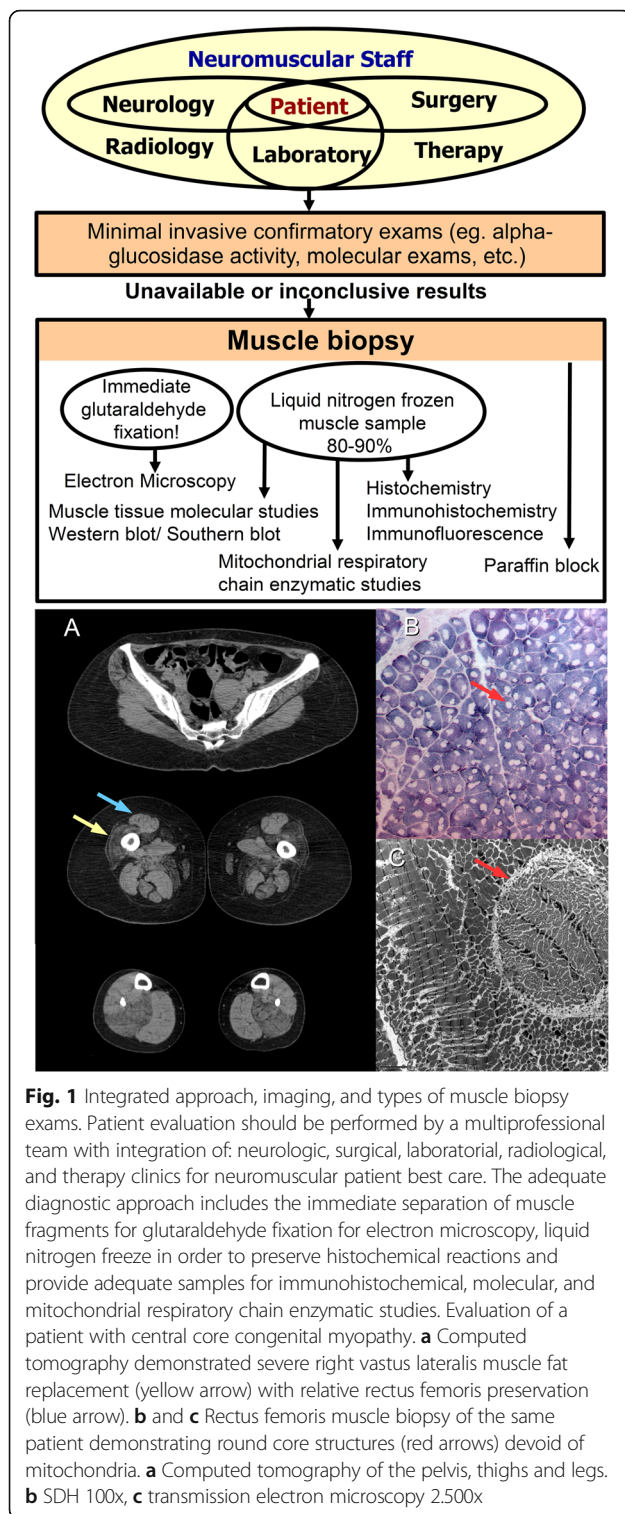 Neuromuscular Staff
Neurology
Patient
Surgery
Radiology
Laboratory
Therapy
Minimal invasive confirmatory exams (eg. alpha-
glucosidase activity, molecular exams, etc.)
Unavailable or inconclusive results
Muscle biopsy
Immediate
glutaraldehyde
fixation!
Liquid nitrogen frozen
muscle sample
80-90%
Electron Microscopy
Muscle tissue molecular studies
Western blot/ Southern blot
Histochemistry
Immunohistochemistry
Immunofluorescence
Mitochondrial respiratory
chain enzymatic studies
Paraffin block
A
B
C
Fig. 1 Integrated approach, imaging, and types of muscle biopsy
exams. Patient evaluation should be performed by a multiprofessional
team with integration of: neurologic, surgical, laboratorial, radiological,
and therapy clinics for neuromuscular patient best care. The adequate
diagnostic approach includes the immediate separation of muscle
fragments for glutaraldehyde fixation for electron microscopy, liquid
nitrogen freeze in order to preserve histochemical reactions and
provide adequate samples for immunohistochemical, molecular, and
mitochondrial respiratory chain enzymatic studies. Evaluation of a
patient with central core congenital myopathy. a Computed
tomography demonstrated severe right vastus lateralis muscle fat
replacement (yellow arrow) with relative rectus femoris preservation
(blue arrow). b and c Rectus femoris muscle biopsy of the same
patient demonstrating round core structures (red arrows) devoid of
mitochondria. a Computed tomography of the pelvis, thighs and legs.
b SDH 100x, c transmission electron microscopy 2.500x